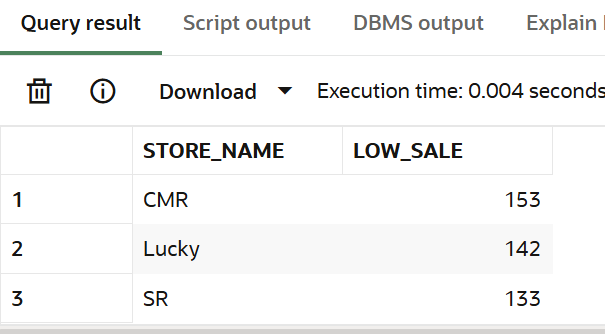 Query result Script output DBMS output Explain
Download Execution time: 0.004 seconds
STORE_NAME LOW_SALE
1 CMR 153
2 Lucky 142
3 SR 133